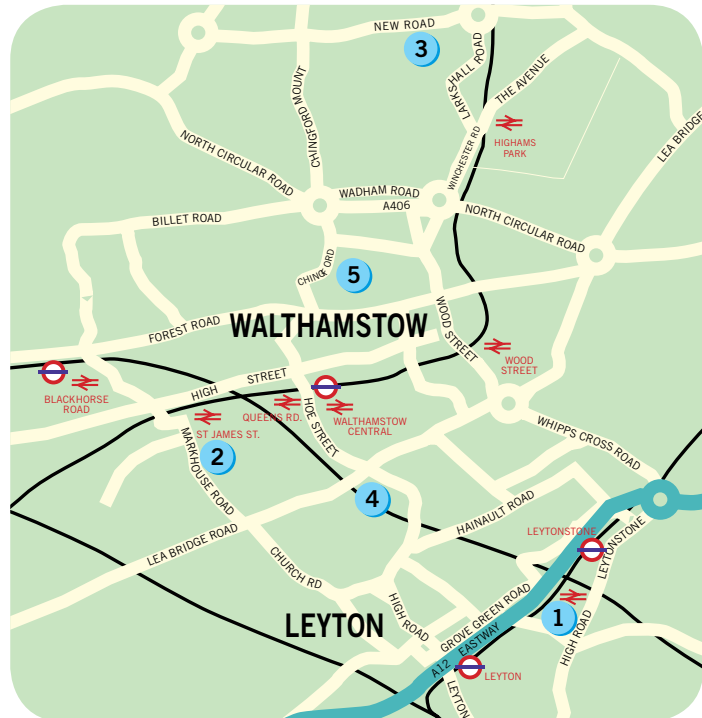 NEW ROAD
3
LARKS HALL ROAD
THE AVENUE
CHINGFORD MOUNT
HIGHAMS
PARK
LEA BRIDGE
NORTH CIRCULAR ROAD
WINCHESTER RD
WADHAM ROAD
A406
BILLET ROAD
NORTH CIRCULAR ROAD
CHINGFORD
5
FOREST ROAD
WALTHAMSTOW
WOOD STREET
WOOD
STREET
BLACKHORSE
ROAD
HIGH STREET
QUEENS RD.
WALTHAMSTOW
CENTRAL
ST JAMES ST.
HOE STREET
WHIPPS CROSS ROAD
2
MARKHOUSE ROAD
4
HAINAULT ROAD
LEA BRIDGE ROAD
LEYTONSTONE
LEYTONSTONE
CHURCH RD
HIGH ROAD
GROVE GREEN ROAD
1
LEYTON
HIGH ROAD
A12 EASTWAY
LEYTON
LEYTON